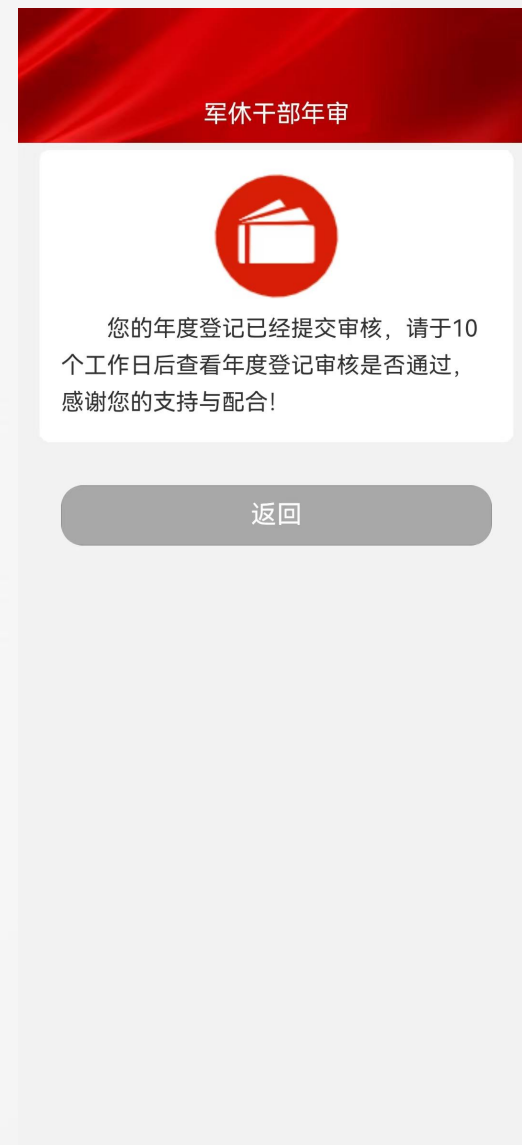 军休干部年审
您的年度登记已经提交审核，请于10
个工作日后查看年度登记审核是否通过，
感谢您的支持与配合！
返回